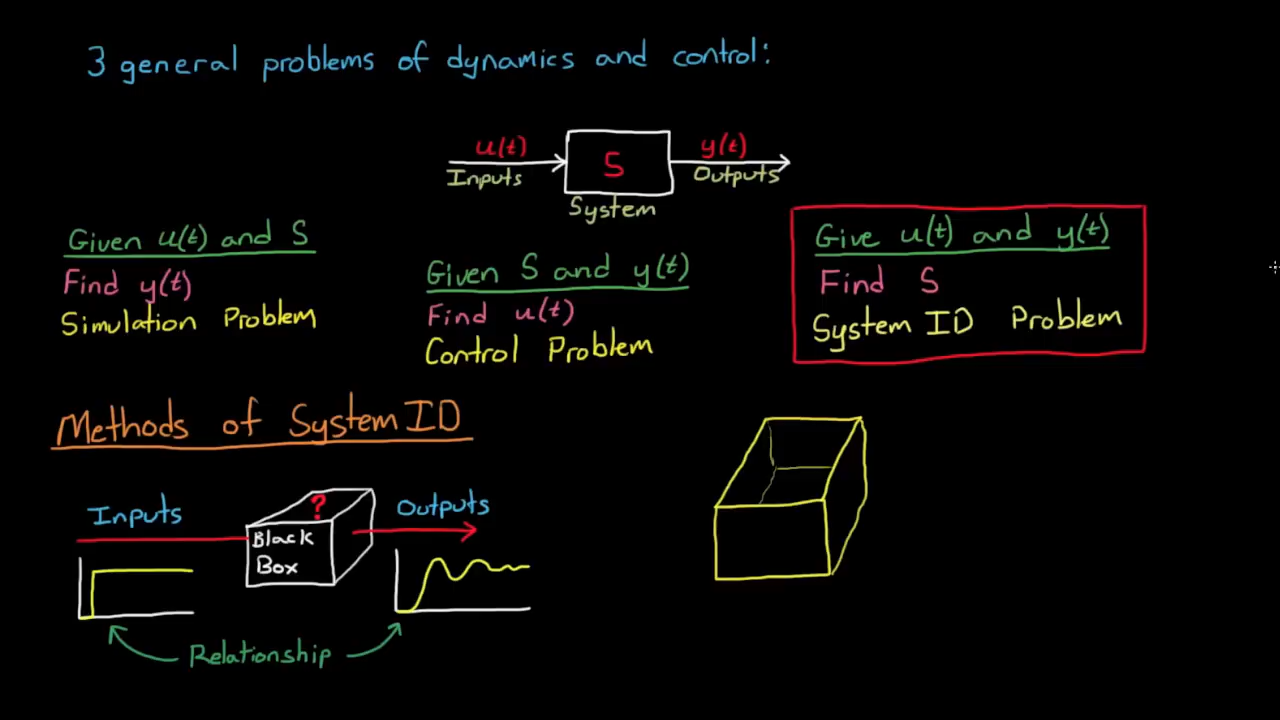 3 general problems of dynamics and control:
u(t)
Inputs
S
System
y(t)
Outputs
Given u(t) and S
Find y(t)
Simulation Problem
Given S and y(t)
Find u(t)
Control Problem
Give u(t) and y(t)
Find S
System ID Problem
Methods of System ID
Inputs
?
Black
Box
Outputs
Relationship